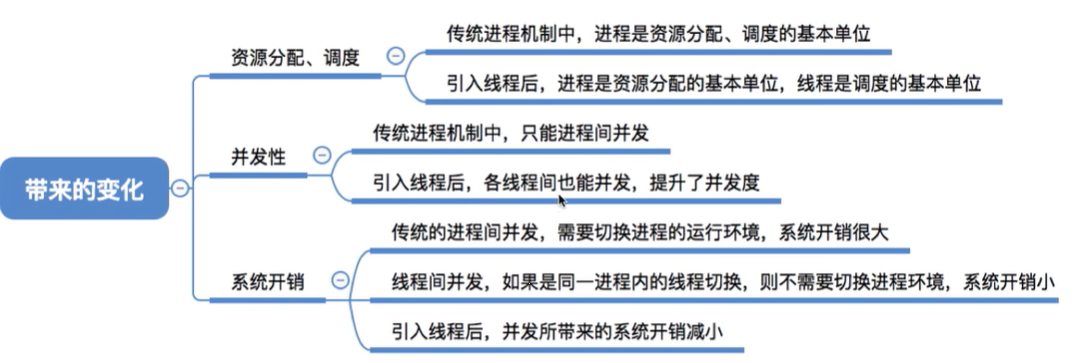 传统进程机制中，进程是资源分配、调度的基本单位
资源分配、调度
引入线程后，进程是资源分配的基本单位，线程是调度的基本单位
传统进程机制中，只能进程间并发
并发性
引入线程后，各线程间也能并发，提升了并发度
带来的变化
传统的进程间并发，需要切换进程的运行环境，系统开销很大
系统开销
线程间并发，如果是同一进程内的线程切换，则不需要切换进程环境，系统开销小
引入线程后，并发所带来的系统开销减小